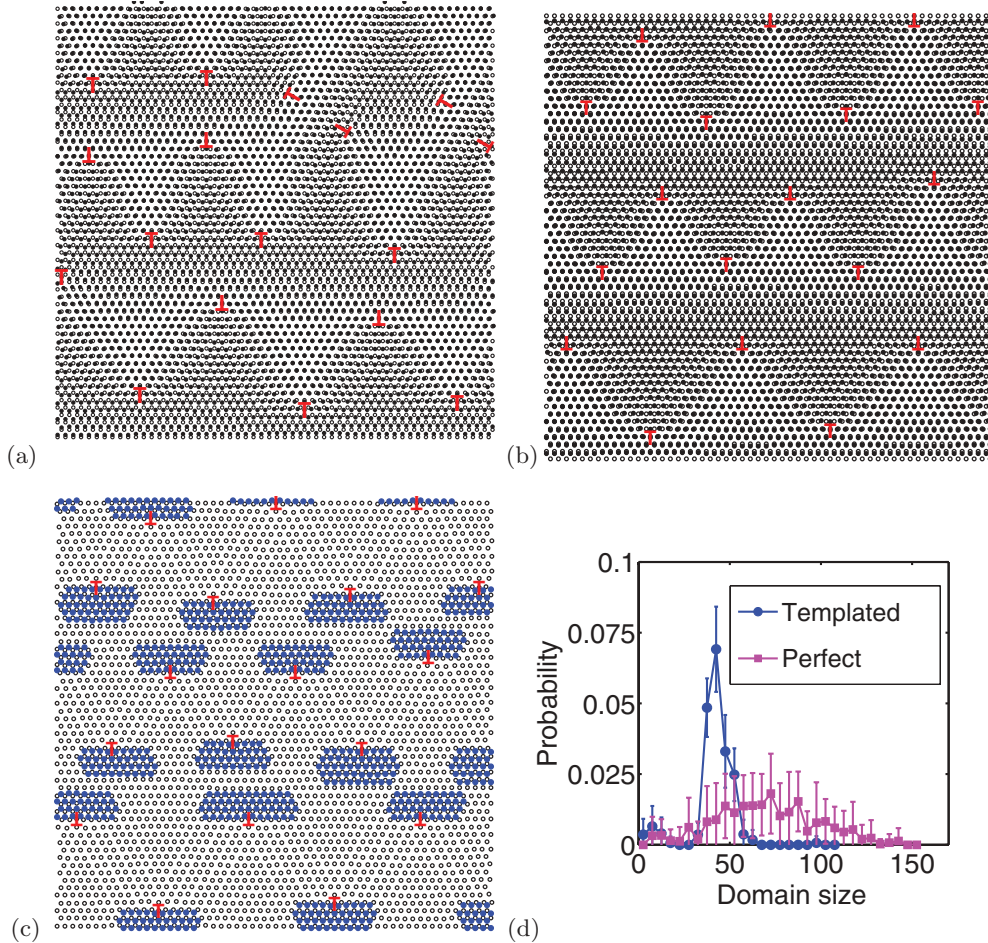 (a)
(b)
(c)
(d)
0.1
0.075
0.05
0.025
0
Probability
Templated
Perfect
0
50
100
150
Domain size